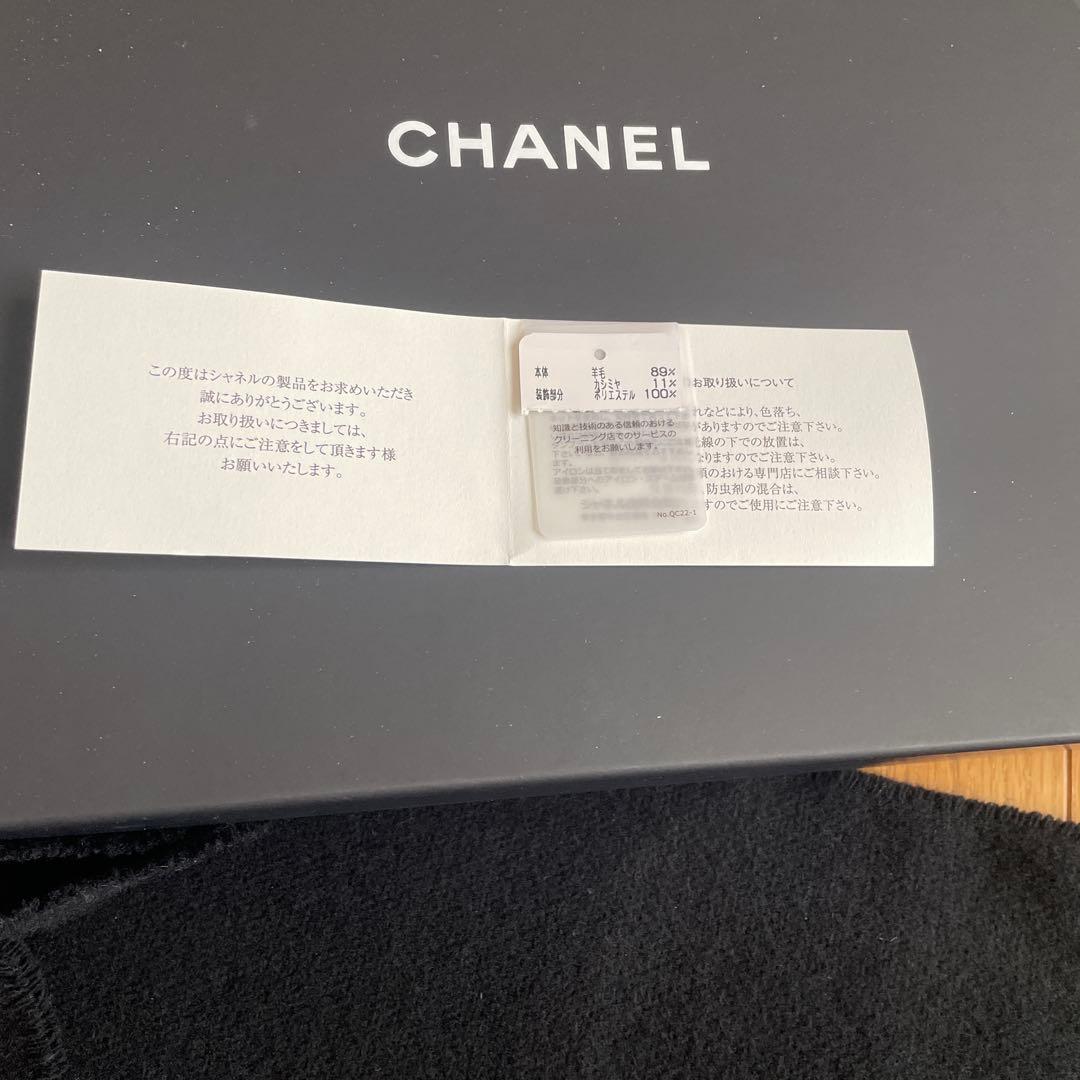 CHANEL
この度はシャネルの製品をお求めいただき
誠にありがとうございます。
お取り扱いにつきましては、
右記の点にご注意をして頂きます様
お願いいたします。
本体 羊毛 89%
カシミヤ 11%
装飾部分 ポリエステル 100%
知識と技術のある信頼のおける
クリーニング店でのサービスの
利用をお願いします。
No.QC22-1
お取り扱いについて
れなどにより、色落ち、
がありますのでご注意下さい。
線の下での放置は、
なりますのでご注意下さい。
頼のおける専門店にご相談下さい。
防虫剤の混合は、
すのでご使用にご注意下さい。